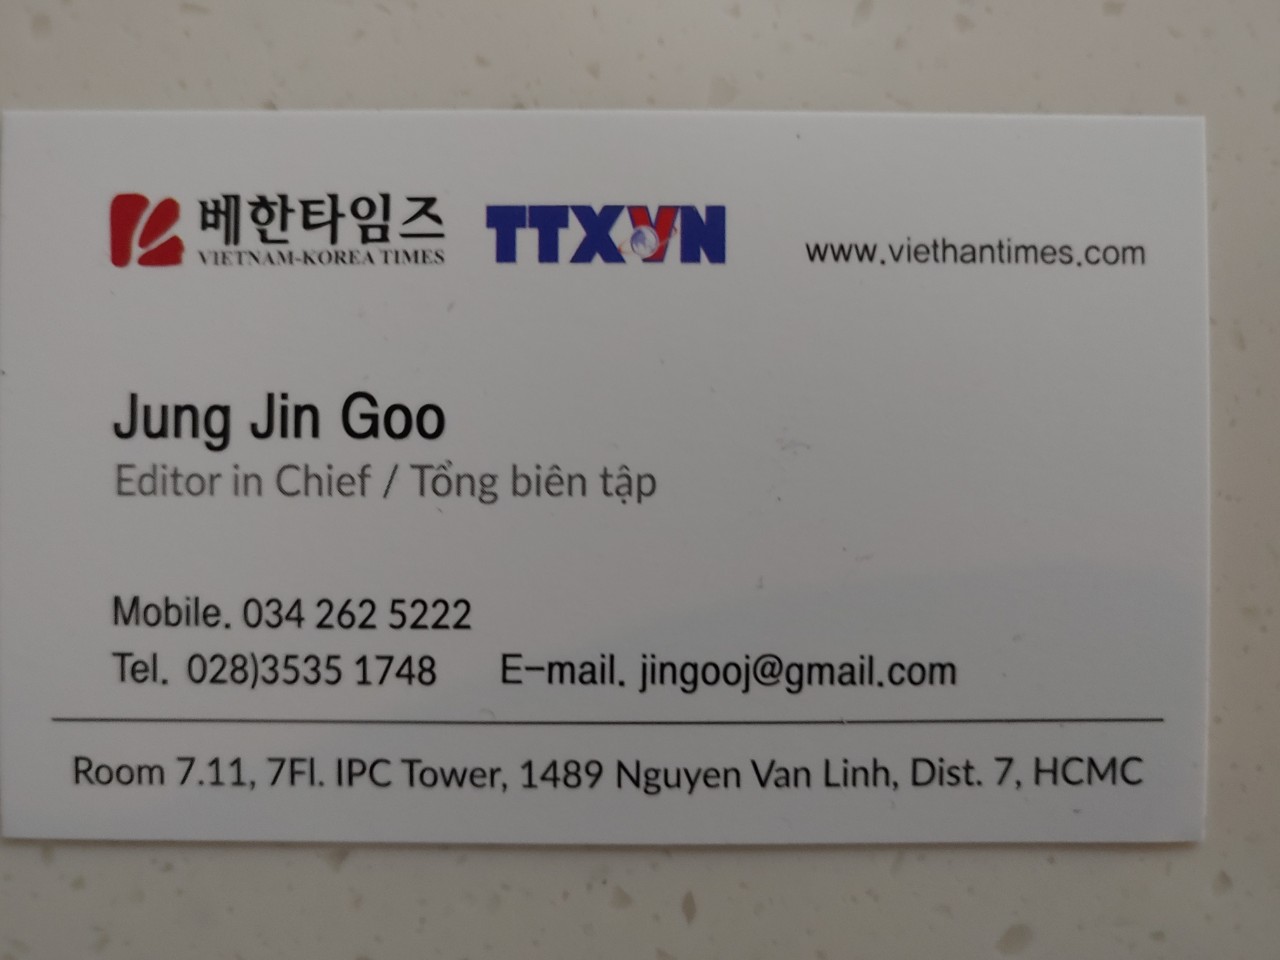 베한타임즈 TTXVN www.viethantimes.com
VIETNAM-KOREA TIMES
Jung Jin Goo
Editor in Chief / Tổng biên tập
Mobile. 034 262 5222
Tel. 028)3535 1748 E-mail. jingooj@gmail.com
Room 7.11, 7Fl. IPC Tower, 1489 Nguyen Van Linh, Dist. 7, HCMC